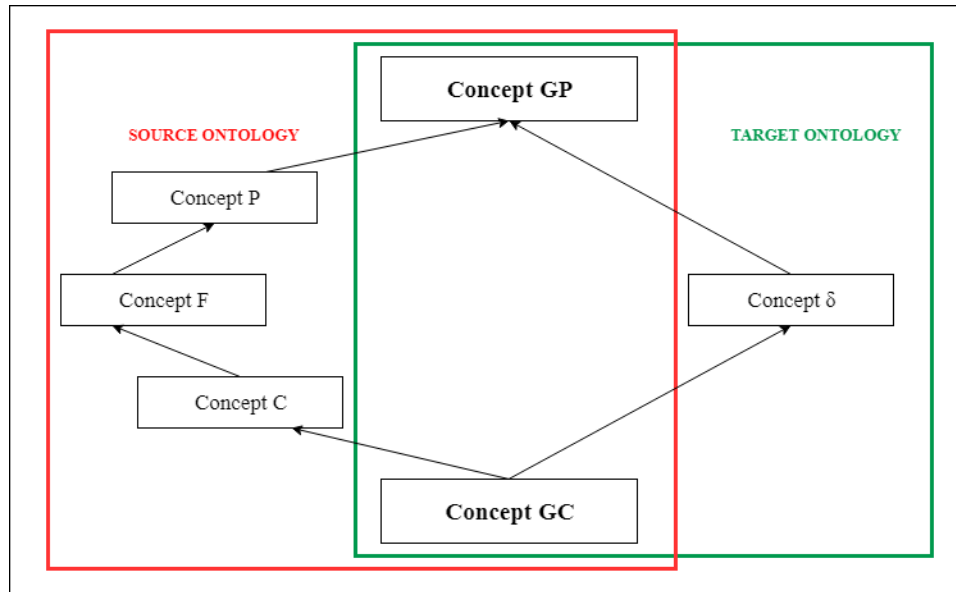 Concept GP
SOURCE ONTOLOGY
TARGET ONTOLOGY
Concept P
Concept F
Concept δ
Concept C
Concept GC